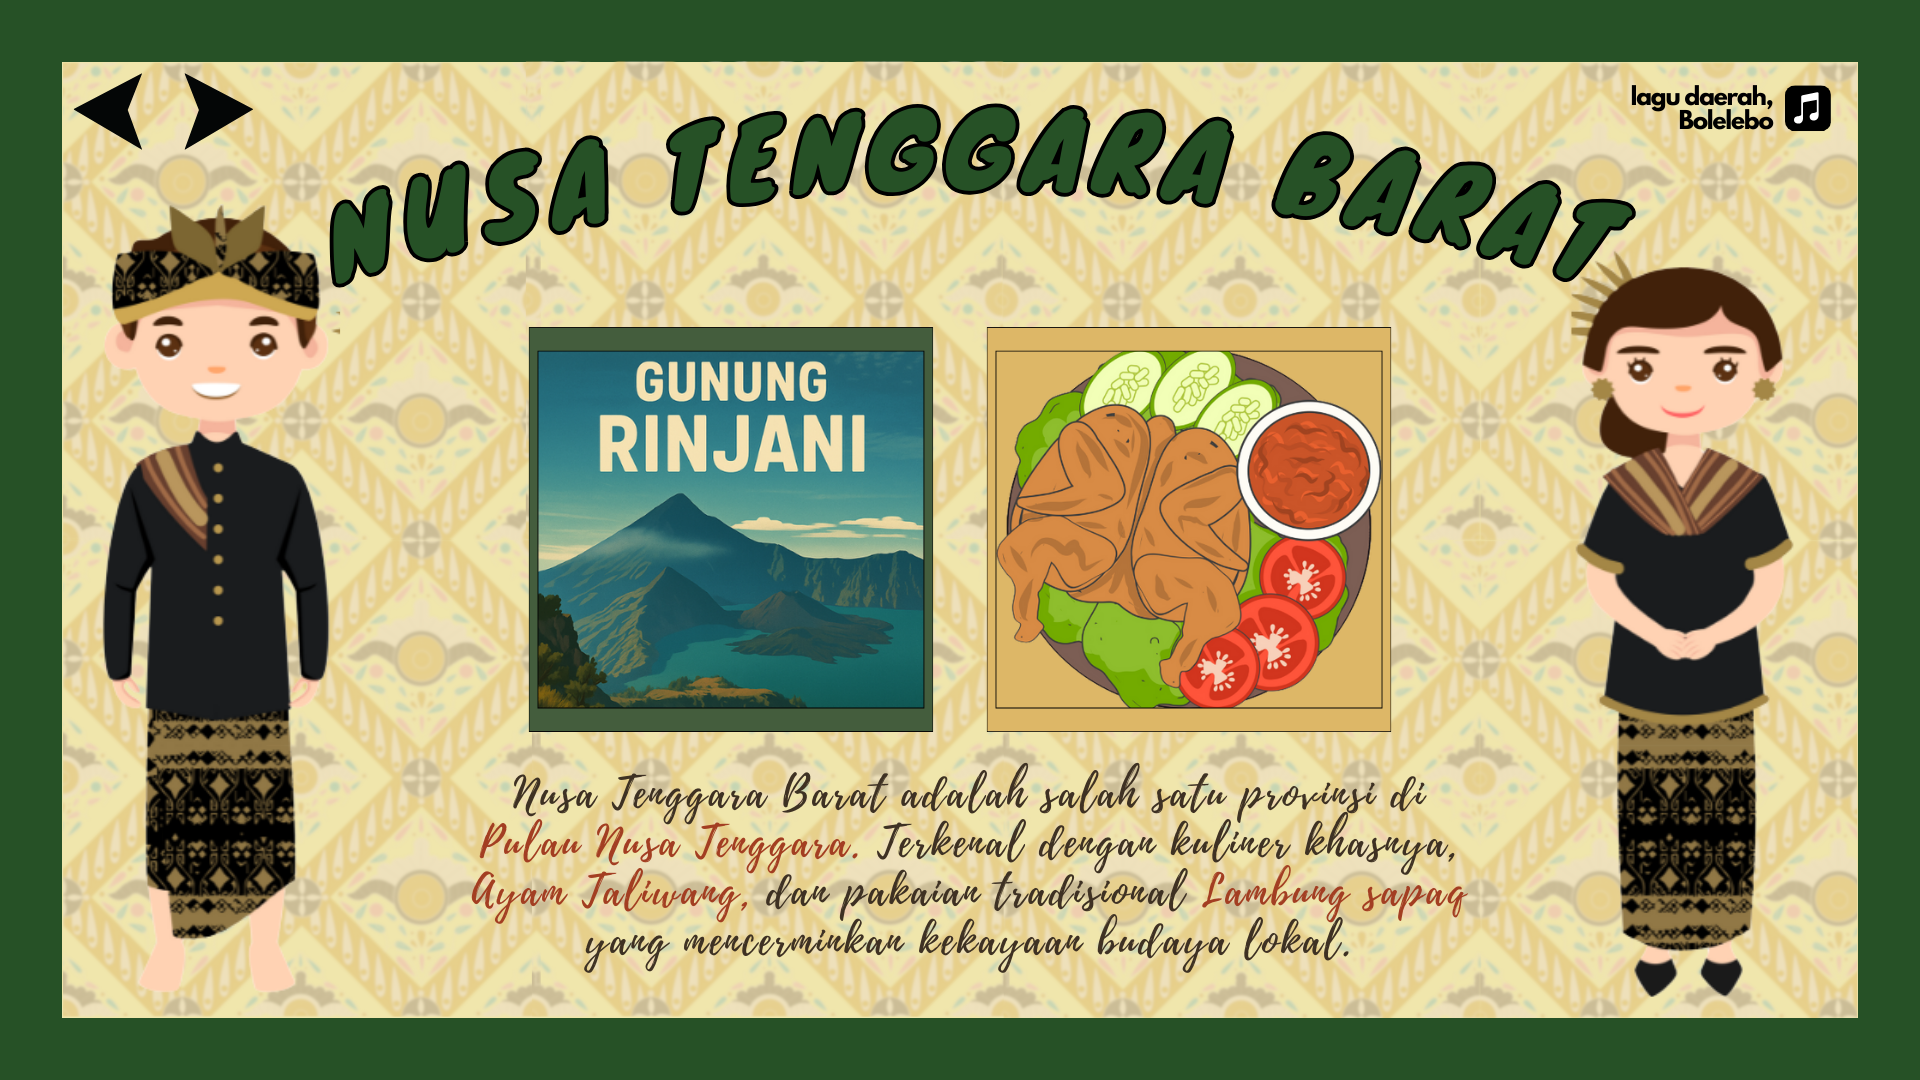 lagu daerah,
Bolelebo
NUSA TENGGARA BARAT
GUNUNG
RINJANI
Nusa Tenggara Barat adalah salah satu provinsi di
Pulau Nusa Tenggara. Terkenal dengan kuliner khasnya,
Ayam Taliwang, dan pakaian tradisional Lambung sapaq
yang mencerminkan kekayaan budaya lokal.